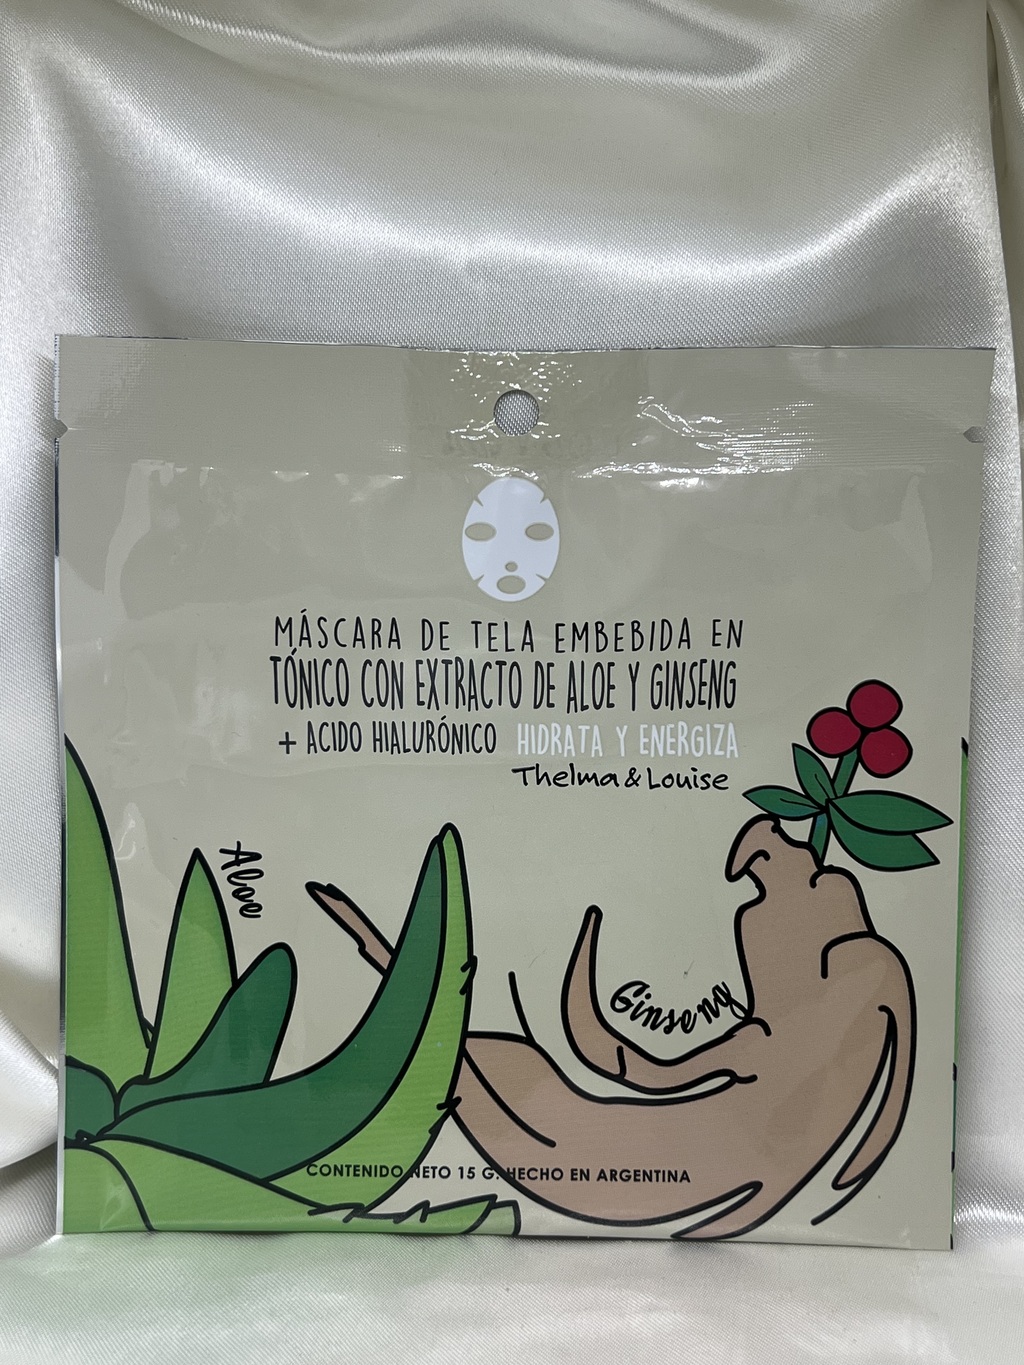 MÁSCARA DE TELA EMBEBIDA EN
TÓNICO CON EXTRACTO DE ALOE Y GINSENG
+ ACIDO HIALURÓNICO HIDRATA Y ENERGIZA
Thelma & Louise
Aloe
Ginseng
CONTENIDO NETO 15 G. HECHO EN ARGENTINA